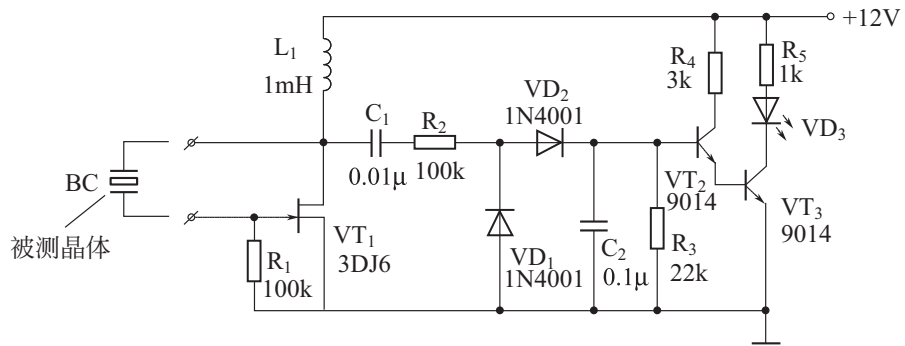 +12V
L1
1mH
R4
3k
R5
1k
VD2
1N4001
VD3
C1
0.01μ
R2
100k
BC
被测晶体
VT2
9014
VT3
9014
VT1
3DJ6
R1
100k
VD1
1N4001
C2
0.1μ
R3
22k